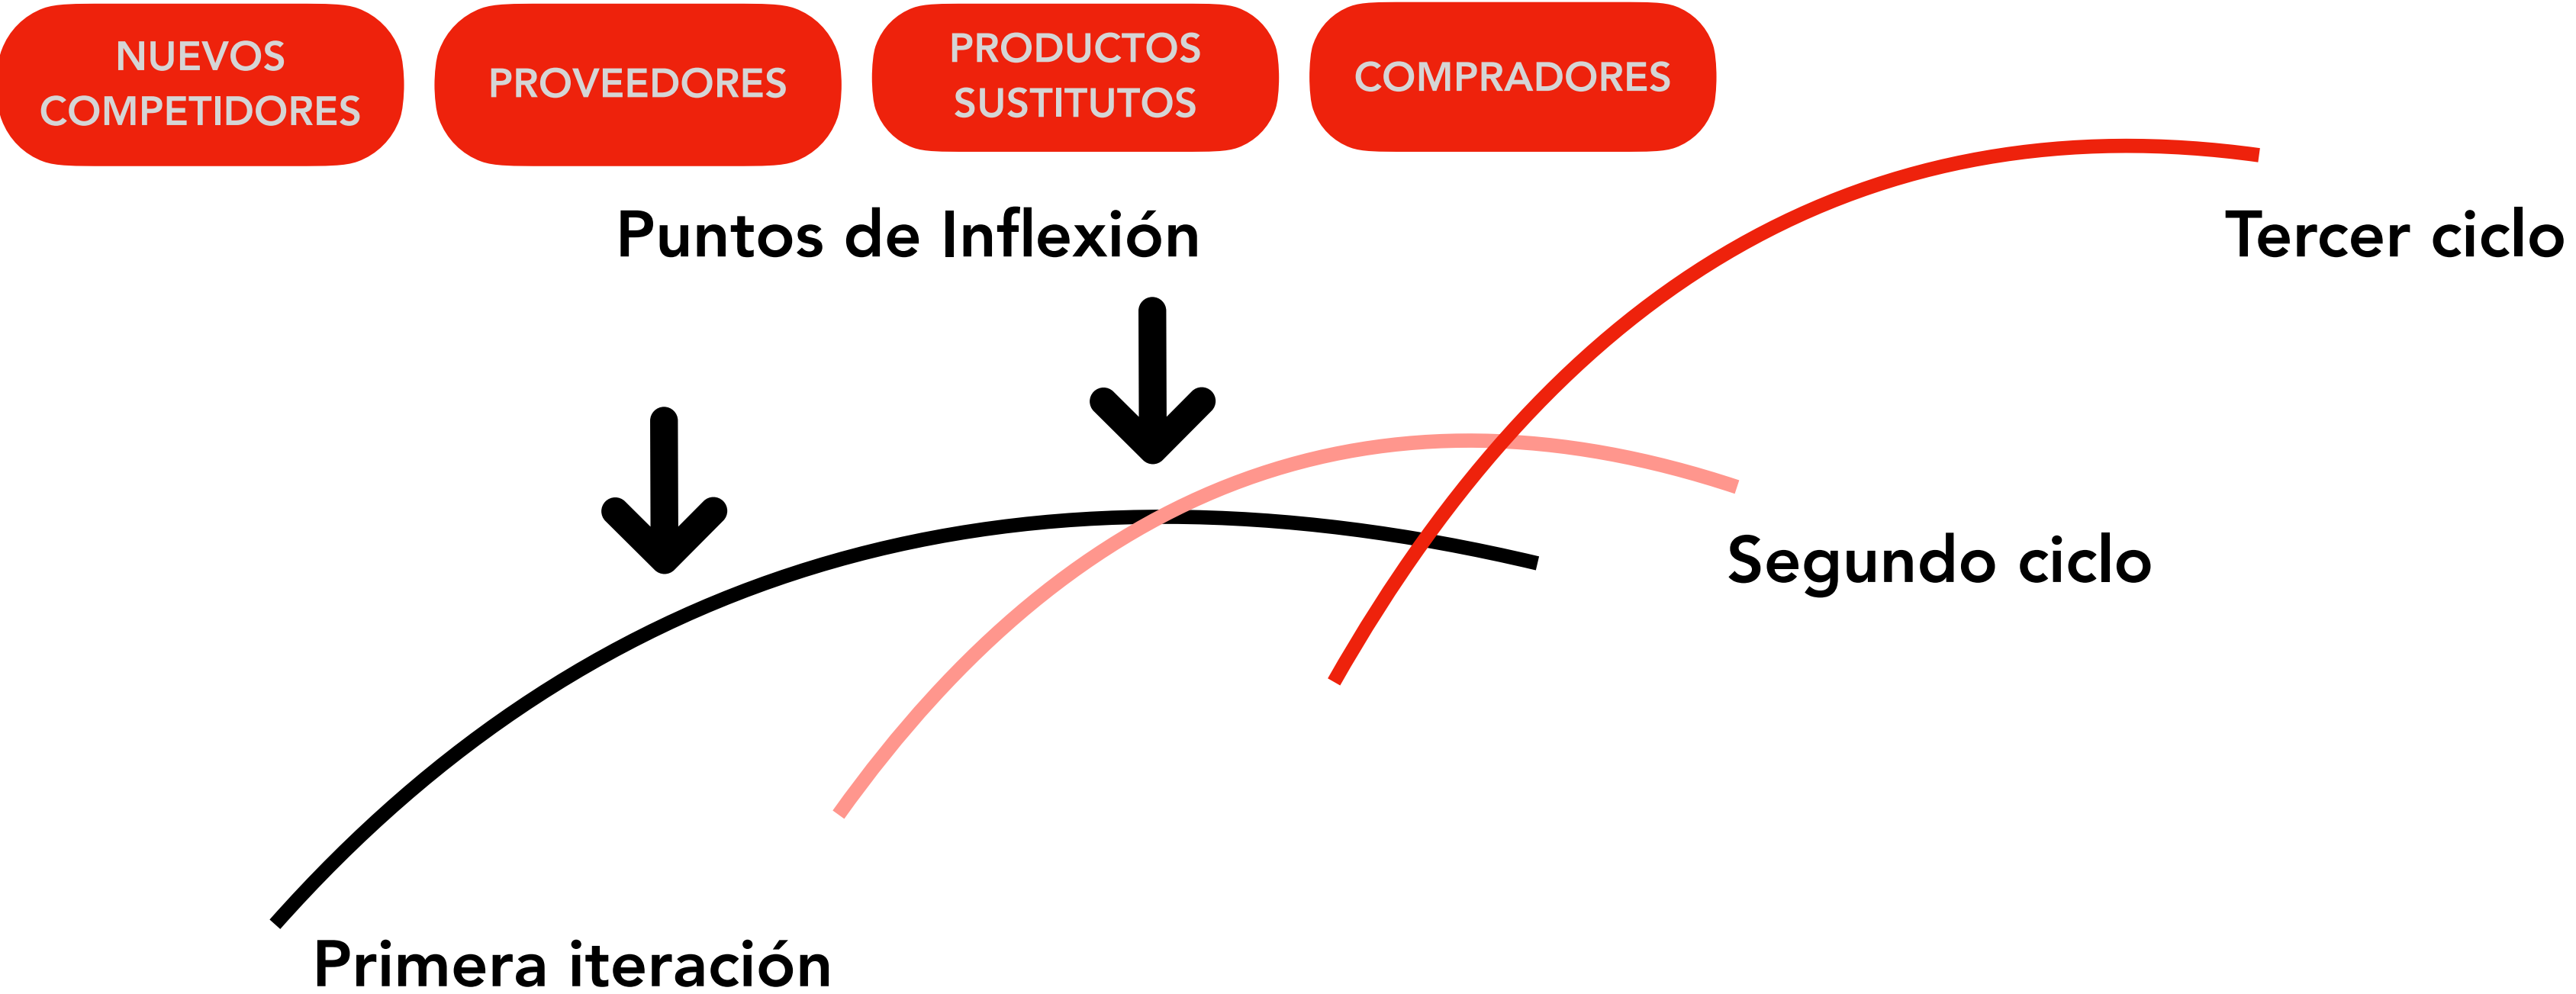 NUEVOS
COMPETIDORES
PROVEEDORES
PRODUCTOS
SUSTITUTOS
COMPRADORES
Puntos de Inflexión
Tercer ciclo
Segundo ciclo
Primera iteración